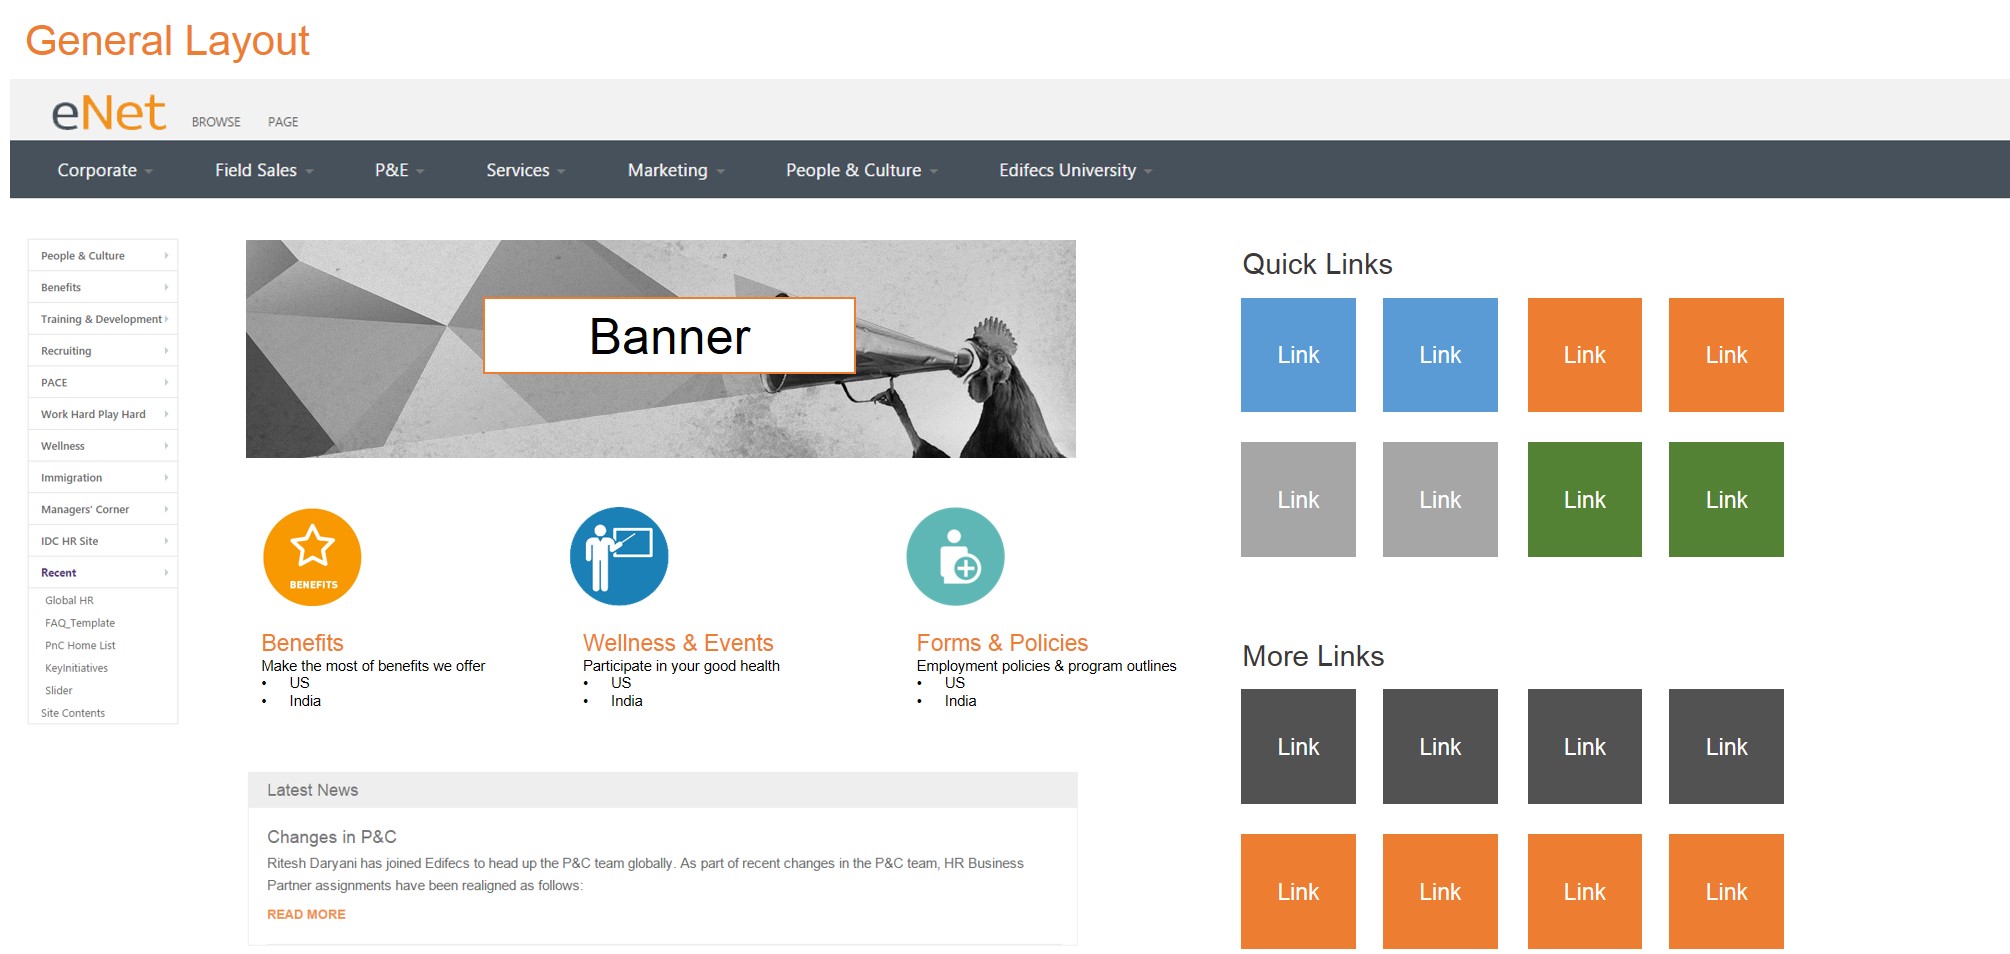 General Layout
eNet BROWSE PAGE
Corporate Field Sales P&E Services Marketing People & Culture Edifecs University
People & Culture
Benefits
Training & Development
Recruiting
PACE
Work Hard Play Hard
Wellness
Immigration
Managers' Corner
IDC HR Site
Recent
Global HR
FAQ_Template
PnC Home List
KeyInitiatives
Slider
Site Contents
Banner
BENEFITS
Benefits
Make the most of benefits we offer
• US
• India
Wellness & Events
Participate in your good health
• US
• India
Forms & Policies
Employment policies & program outlines
• US
• India
Latest News
Changes in P&C
Ritesh Daryani has joined Edifecs to head up the P&C team globally. As part of recent changes in the P&C team, HR Business
Partner assignments have been realigned as follows:
READ MORE
Quick Links
Link Link Link Link
Link Link Link Link
More Links
Link Link Link Link
Link Link Link Link